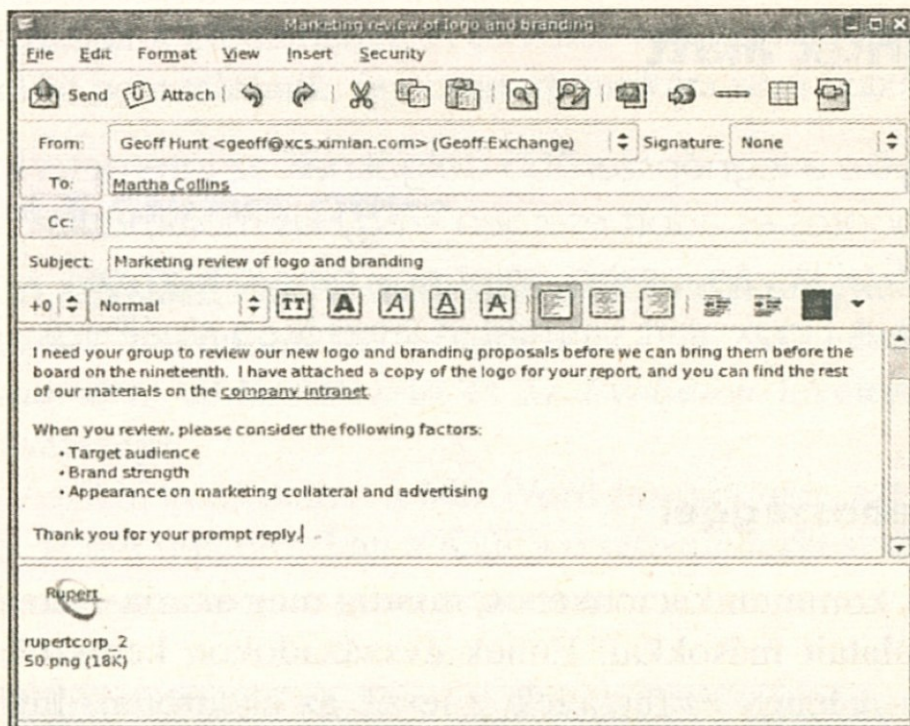 Marketing review of logo and branding
File Edit Format View Insert Security
Send Attach
From: Geoff Hunt <geoff@xcs.ximian.com> (Geoff Exchange) Signature: None
To: Martha Collins
Cc:
Subject: Marketing review of logo and branding
+0 Normal TT A A A A
I need your group to review our new logo and branding proposals before we can bring them before the
board on the nineteenth. I have attached a copy of the logo for your report, and you can find the rest
of our materials on the company intranet
When you review, please consider the following factors:
• Target audience
• Brand strength
• Appearance on marketing collateral and advertising
Thank you for your prompt reply.
Rupert
rupertcorp_2
50.png (18K)